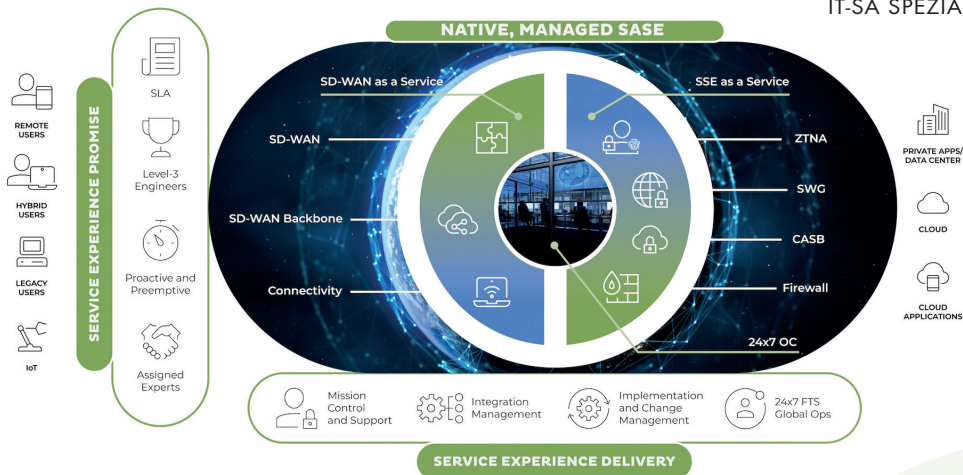 IT-SA SPEZIA
NATIVE, MANAGED SASE
SERVICE EXPERIENCE PROMISE
REMOTE
USERS
HYBRID
USERS
LEGACY
USERS
IoT
SLA
Level-3
Engineers
Proactive and
Preemptive
Assigned
Experts
SD-WAN as a Service
SD-WAN
SD-WAN Backbone
Connectivity
SSE as a Service
ZTNA
SWG
CASB
Firewall
24x7 OC
PRIVATE APPS/
DATA CENTER
CLOUD
CLOUD
APPLICATIONS
Mission
Control
and Support
Integration
Management
Implementation
and Change
Management
24x7 FTS
Global Ops
SERVICE EXPERIENCE DELIVERY